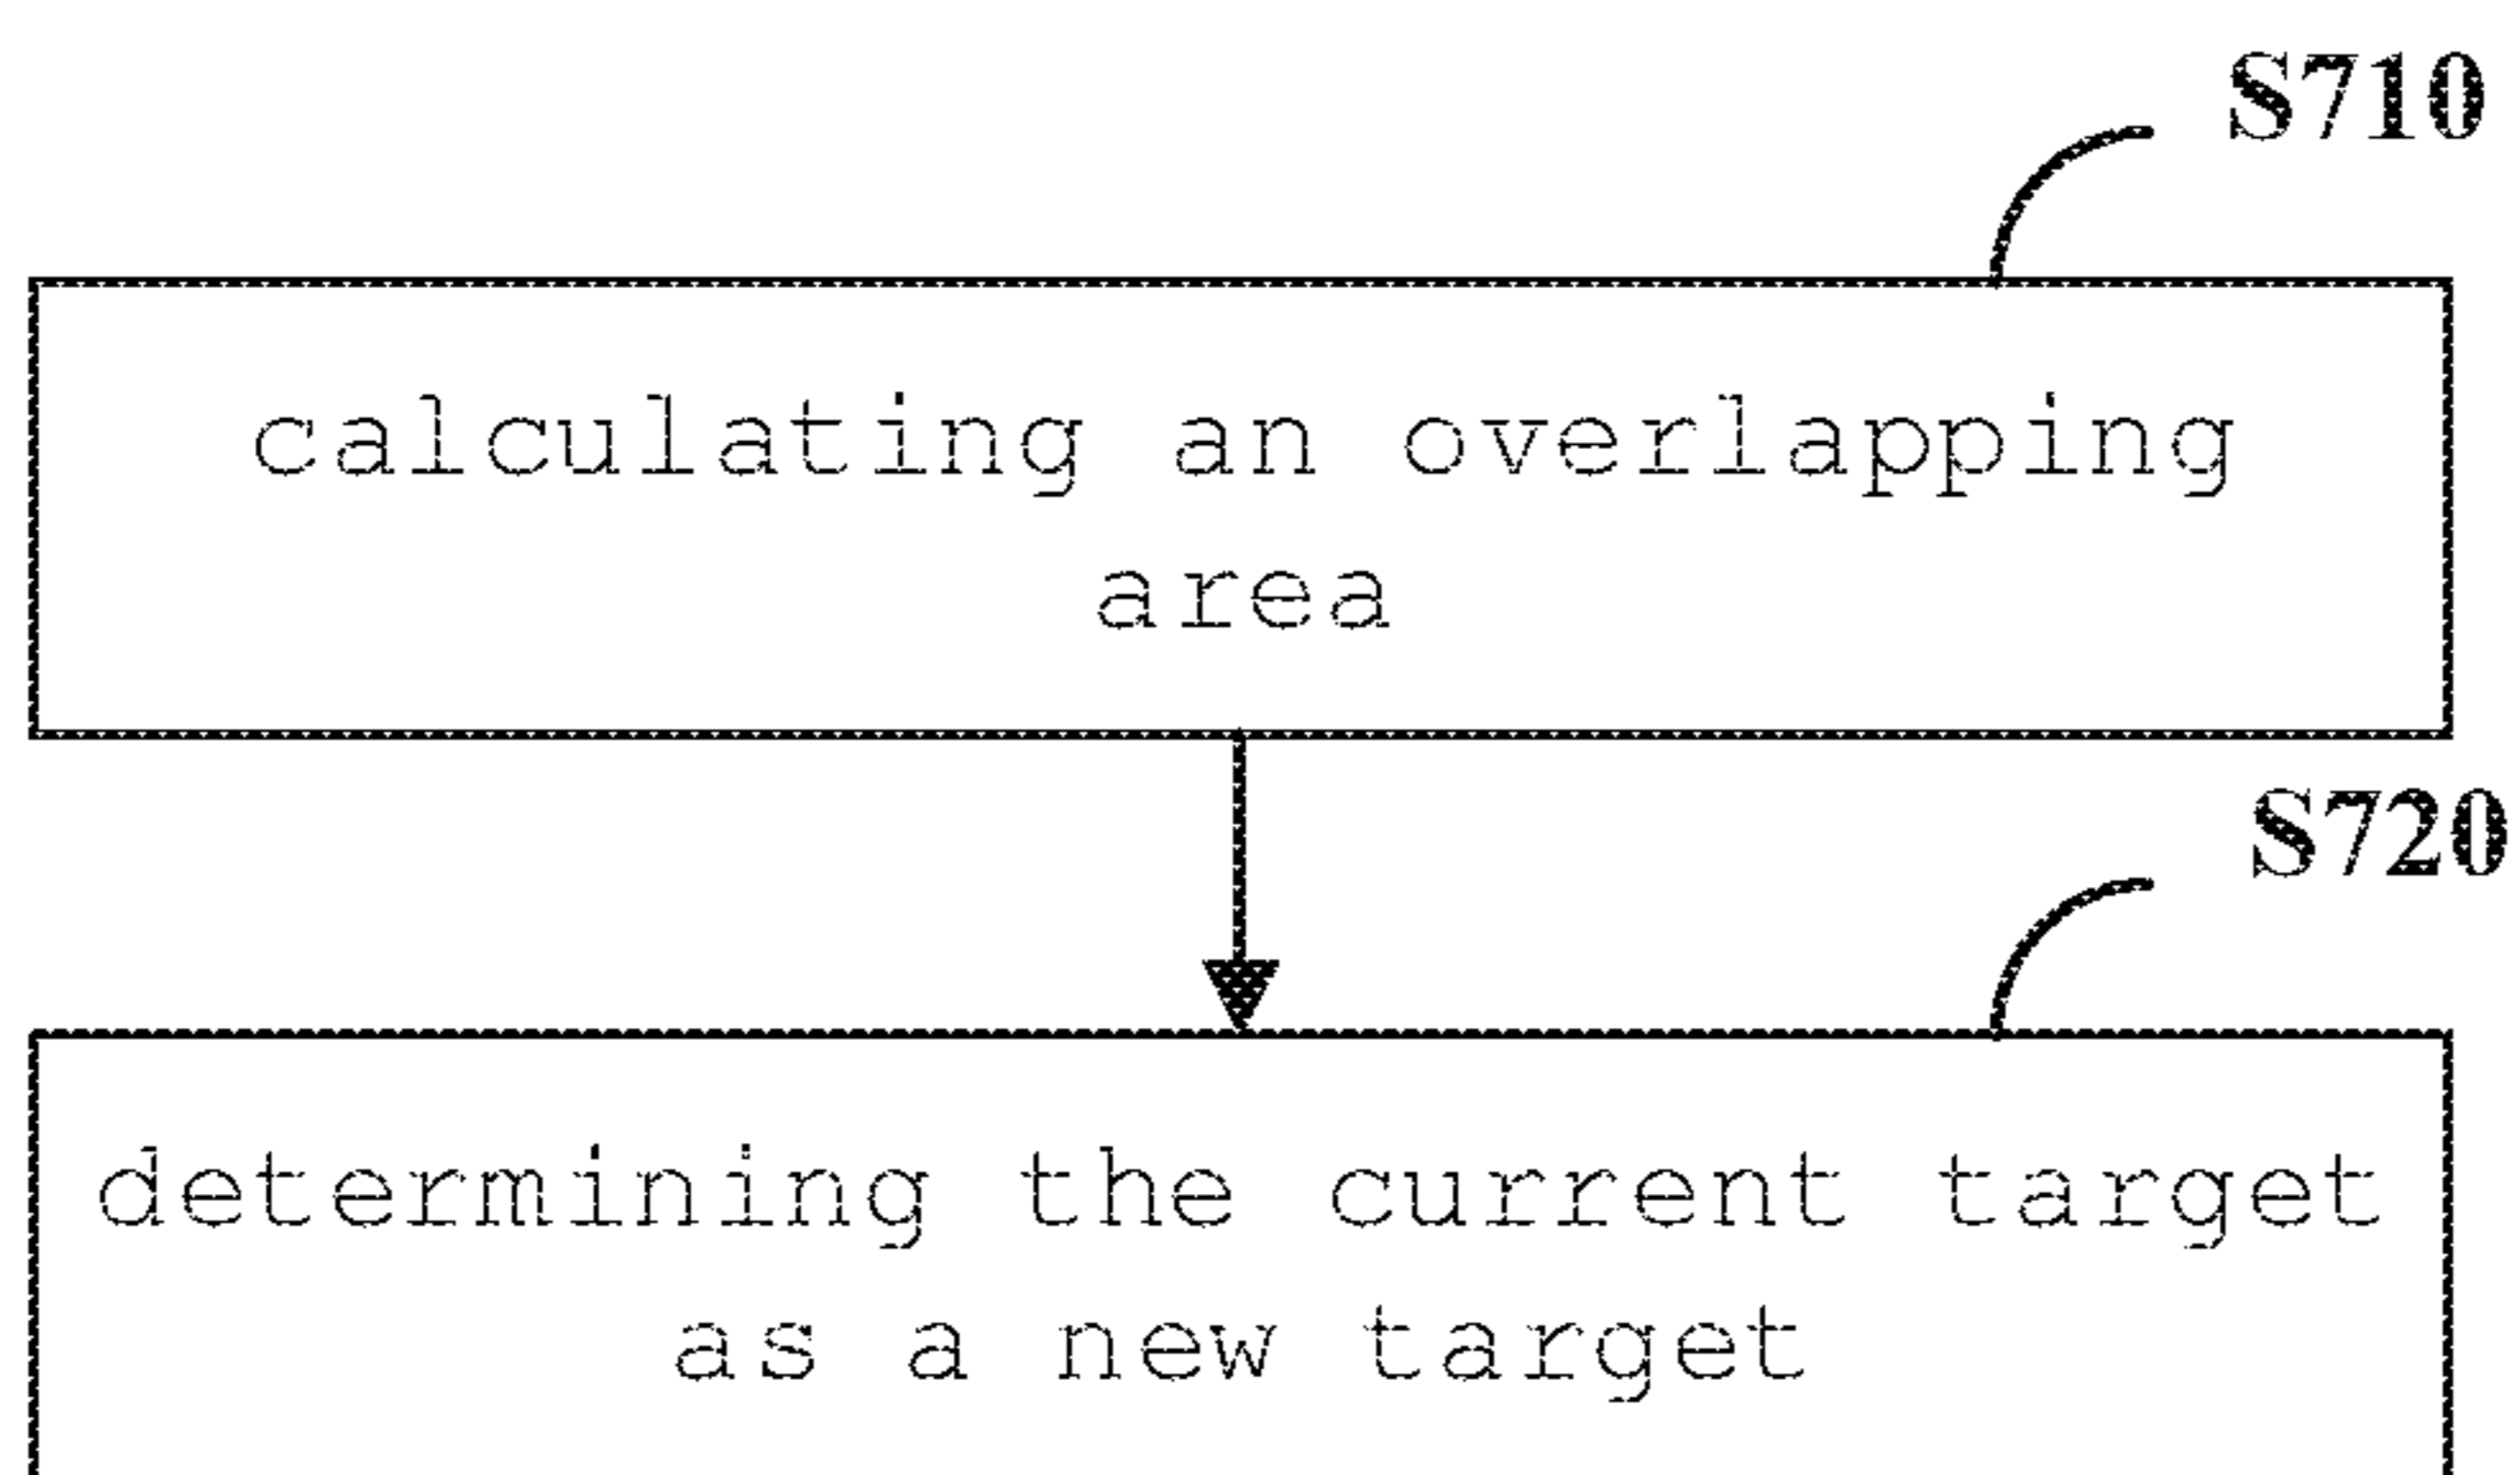 S710
calculating an overlapping
area
S720
determining the current target
as a new target